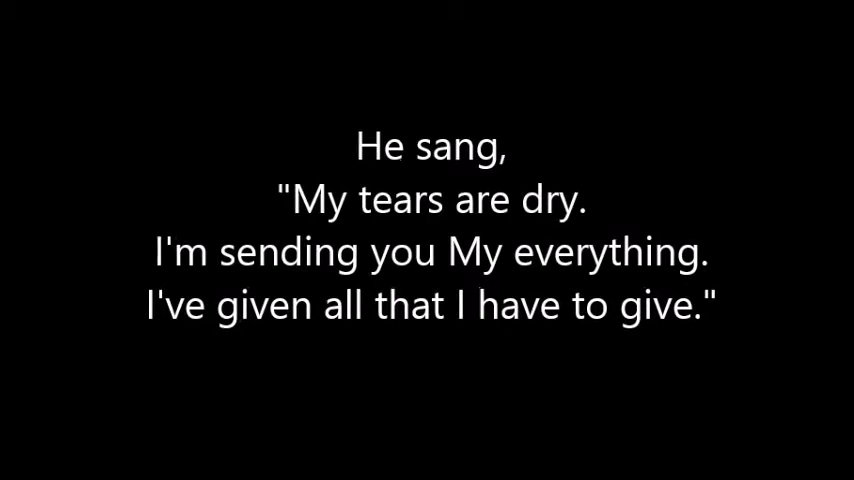 He sang,
"My tears are dry.
I'm sending you My everything.
I've given all that I have to give."